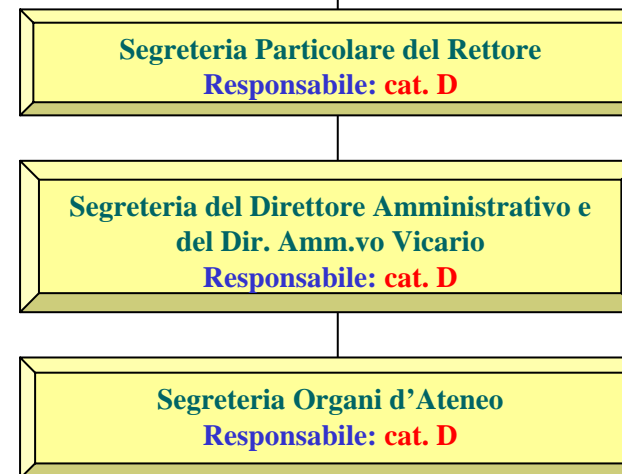 Segreteria Particolare del Rettore
Responsabile: cat. D
Segreteria del Direttore Amministrativo e
del Dir. Amm.vo Vicario
Responsabile: cat. D
Segreteria Organi d’Ateneo
Responsabile: cat. D